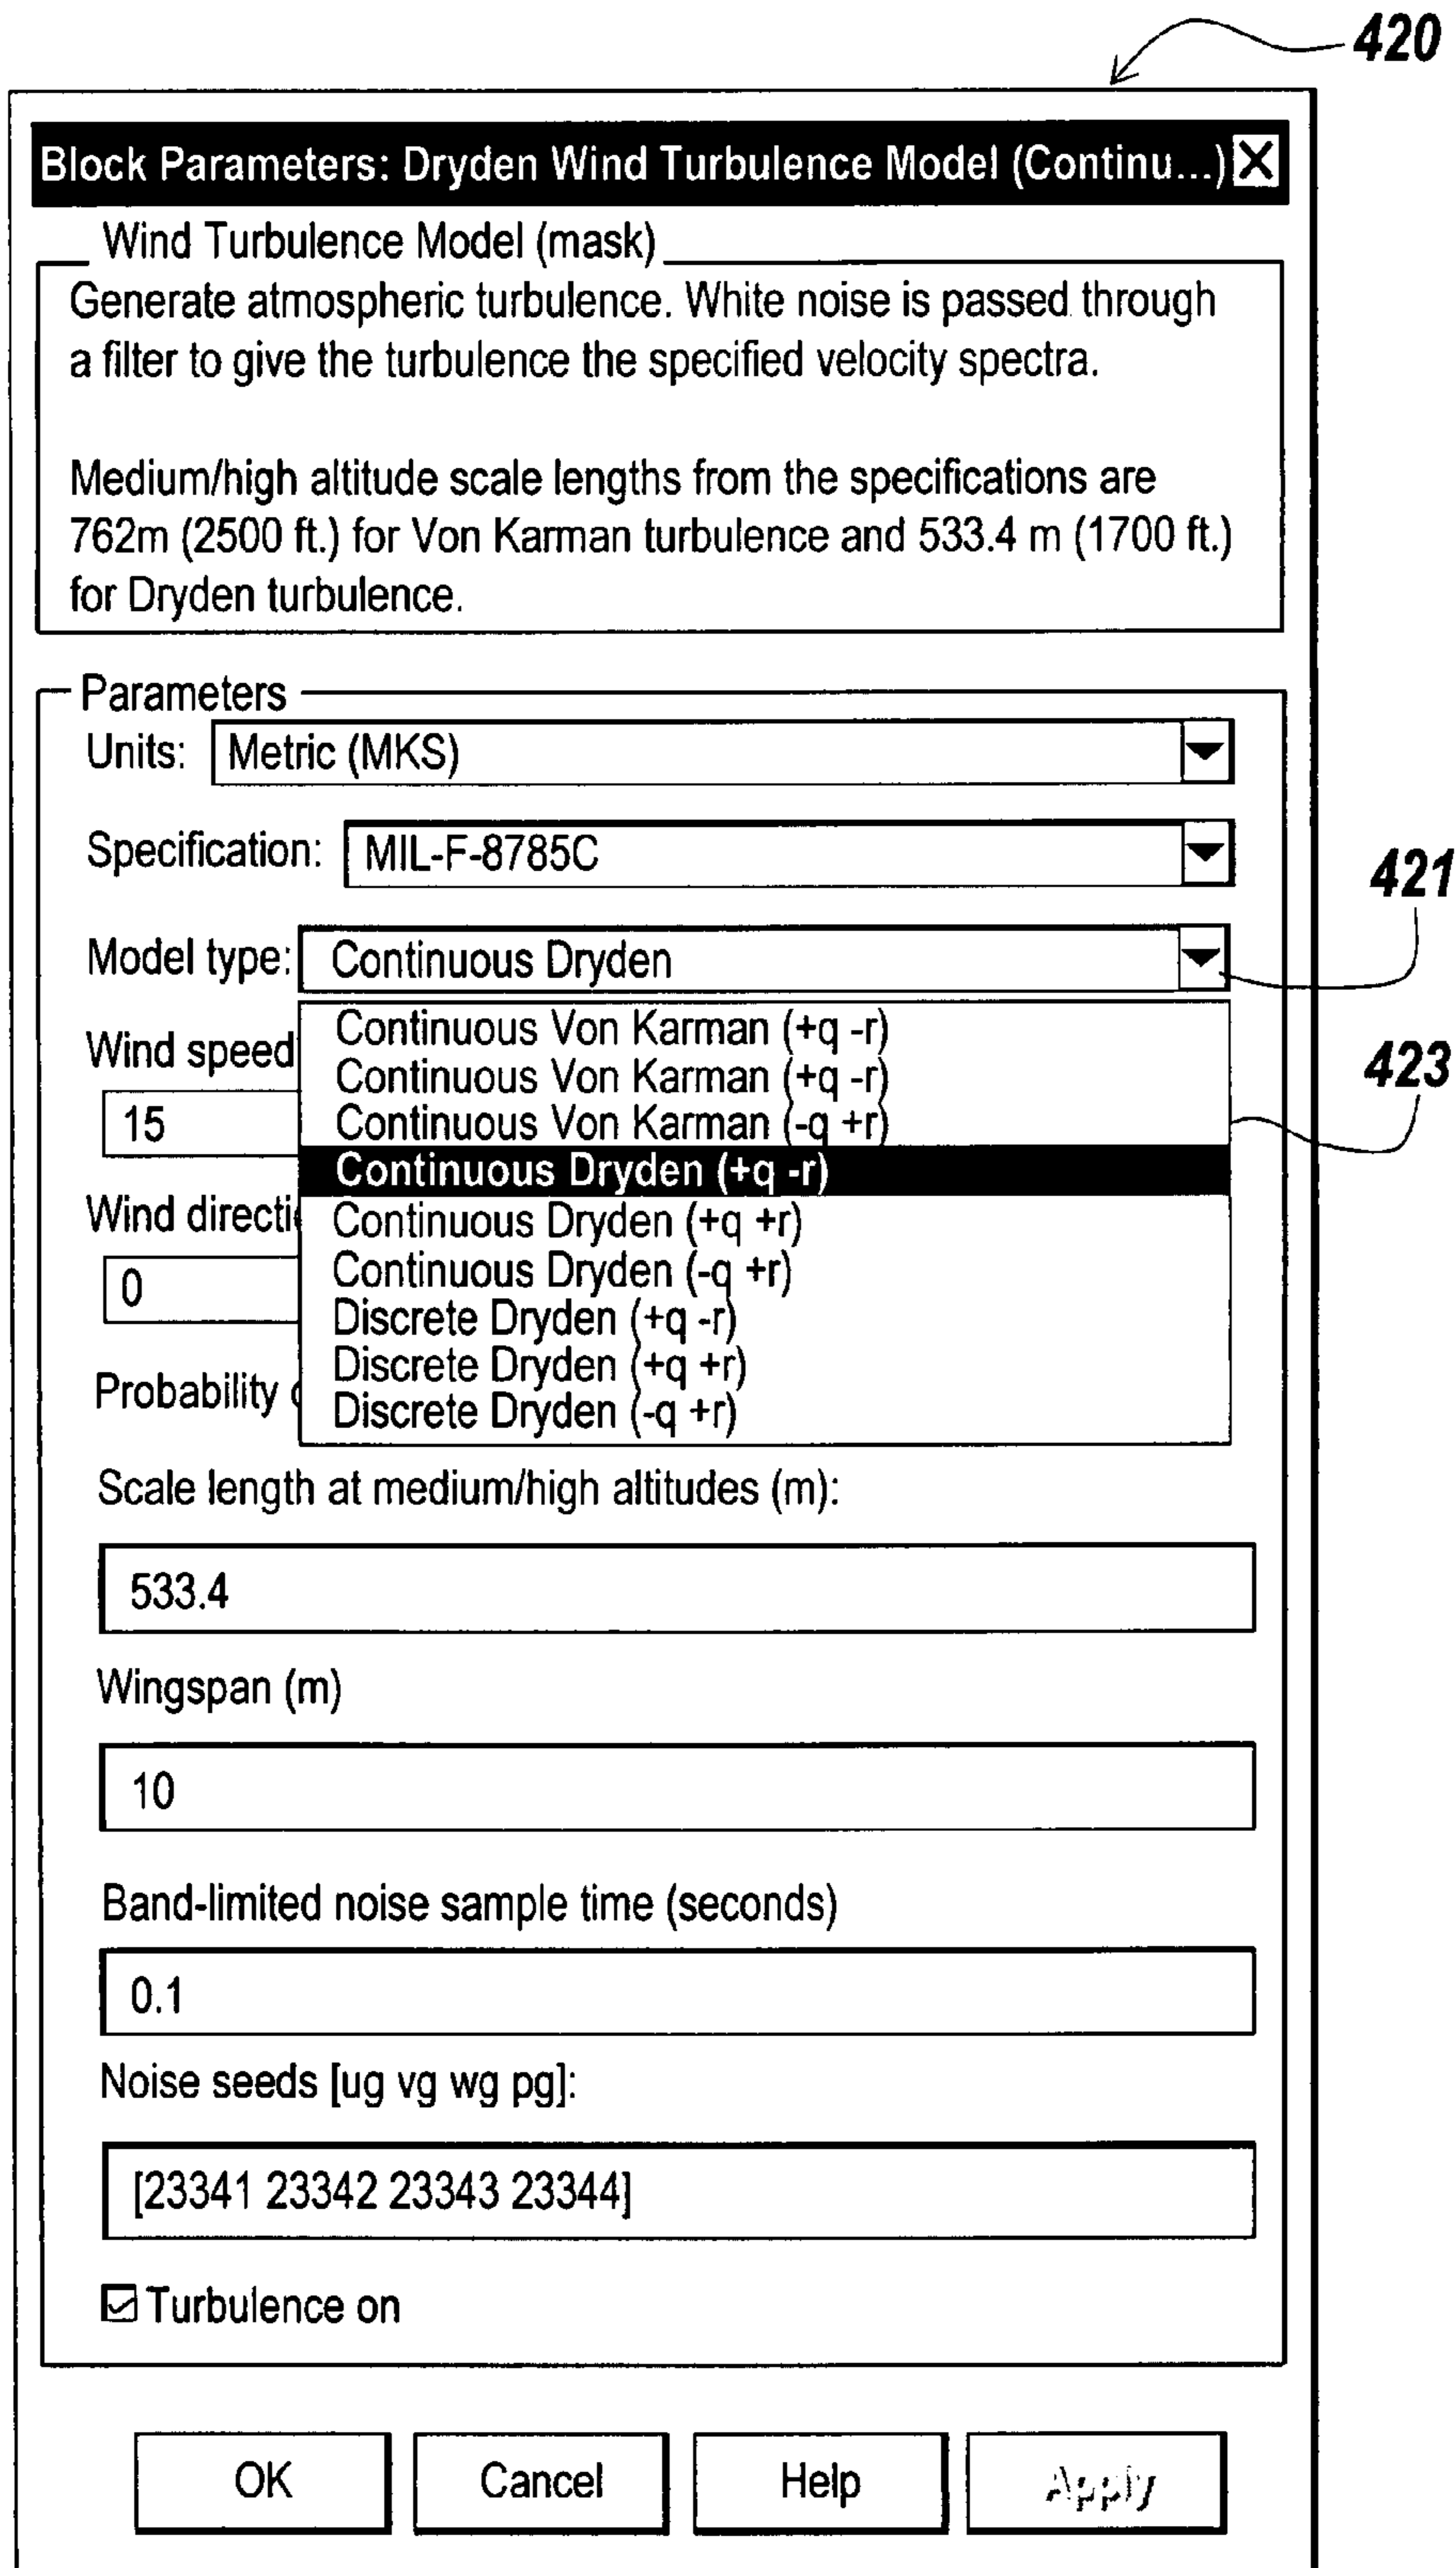 420
Block Parameters: Dryden Wind Turbulence Model (Continu...)
Wind Turbulence Model (mask)
Generate atmospheric turbulence. White noise is passed through
a filter to give the turbulence the specified velocity spectra.
Medium/high altitude scale lengths from the specifications are
762m (2500 ft.) for Von Karman turbulence and 533.4 m (1700 ft.)
for Dryden turbulence.
Parameters
Units: Metric (MKS)
Specification: MIL-F-8785C
421
Model type: Continuous Dryden
Continuous Von Karman (+q -r)
Wind speed
Continuous Von Karman (+q -r)
423
Continuous Von Karman (-q +r)
15
Continuous Dryden (+q -r)
Wind directi
Continuous Dryden (+q +r)
Continuous Dryden (-q +r)
0
Discrete Dryden (+q -r)
Discrete Dryden (+q +r)
Probability
Discrete Dryden (-q +r)
Scale length at medium/high altitudes (m):
533.4
Wingspan (m)
10
Band-limited noise sample time (seconds)
0.1
Noise seeds [ug vg wg pg]:
[23341 23342 23343 23344]
Turbulence on
OK Cancel Help Apply